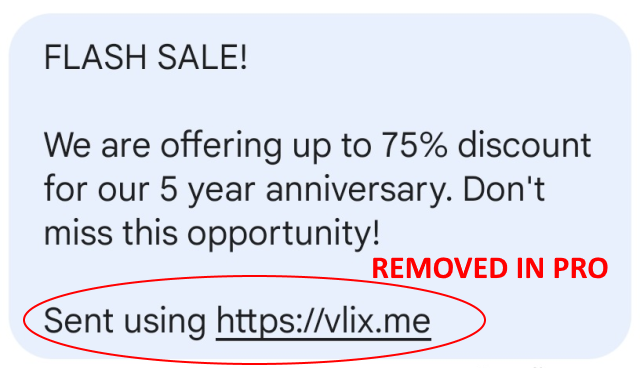 FLASH SALE!
We are offering up to 75% discount
for our 5 year anniversary. Don't
miss this opportunity!
REMOVED IN PRO
Sent using https://vlix.me